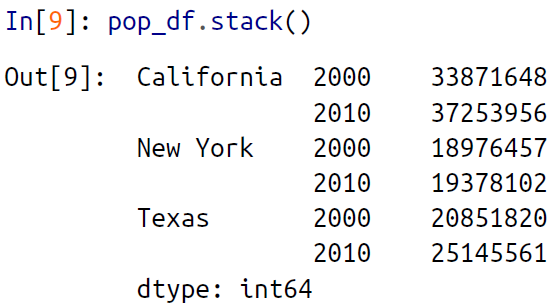 In[9]: pop_df.stack()
Out[9]: California 2000 33871648
2010 37253956
New York 2000 18976457
2010 19378102
Texas 2000 20851820
2010 25145561
dtype: int64